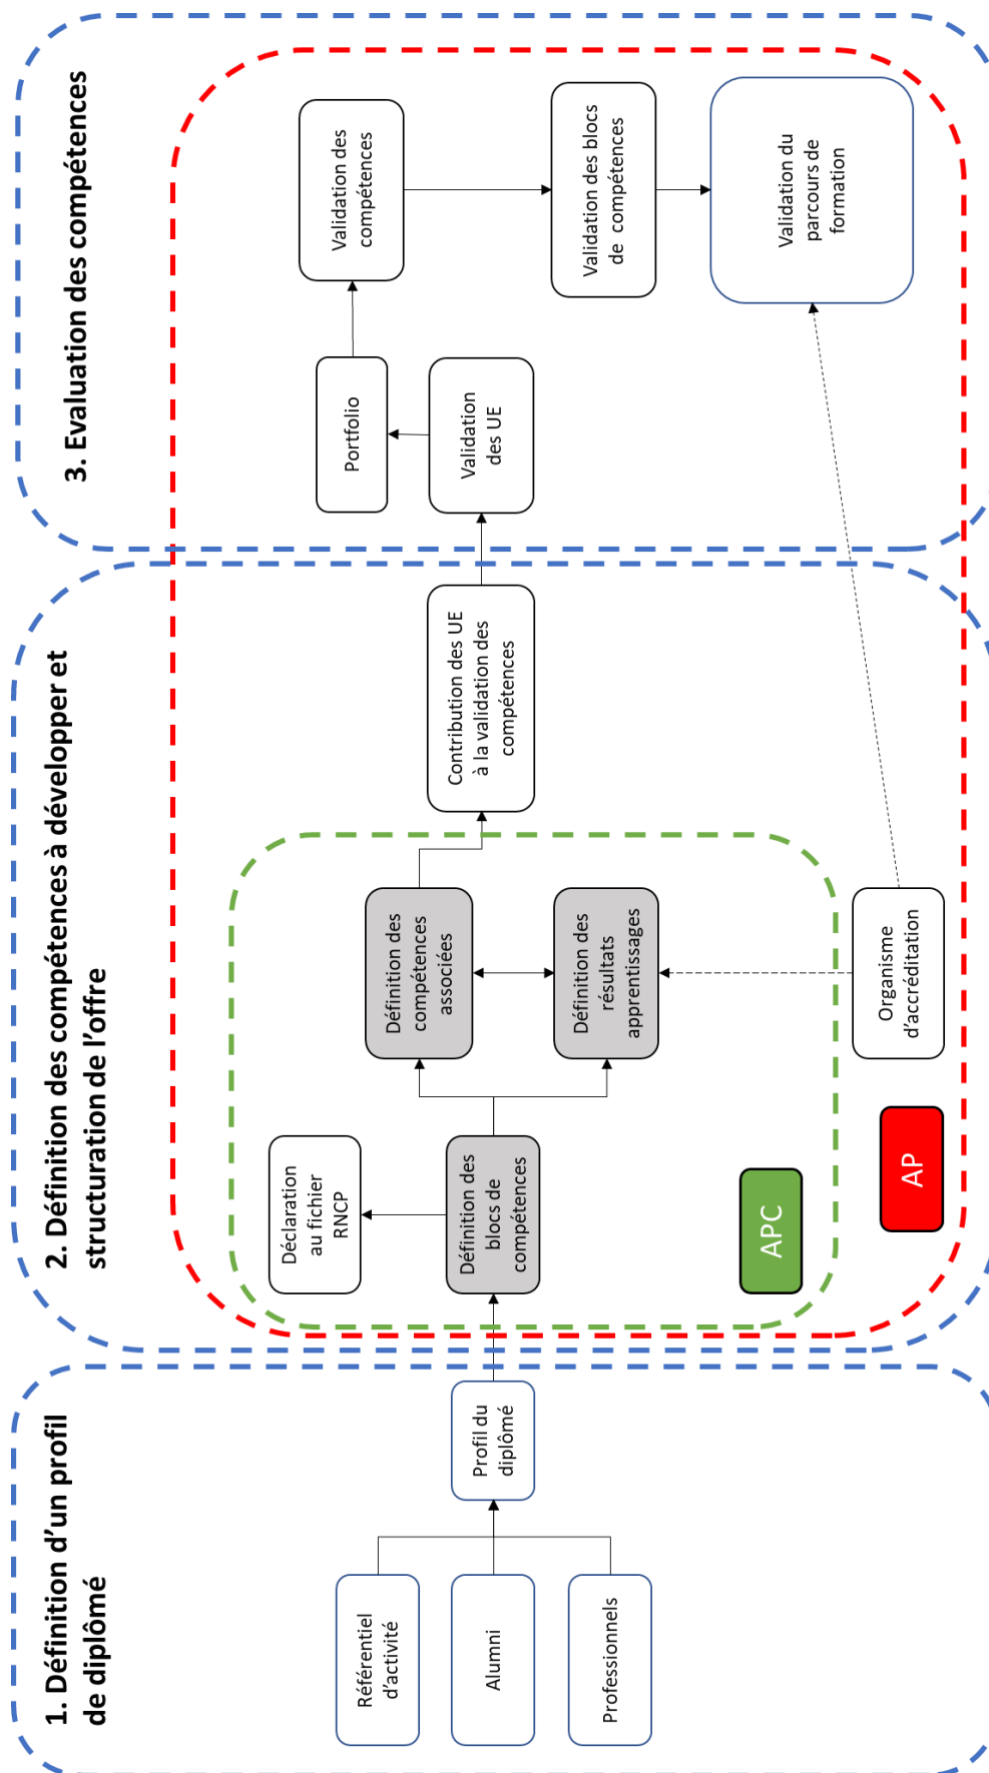 1. Définition d'un profil
de diplômé
Référentiel
d'activité
Alumni
Professionnels
Profil du
diplômé
2. Définition des compétences à développer et
structuration de l'offre
Déclaration
au fichier
RNCP
Définition des
blocs de
compétences
Définition des
compétences
associées
Définition des
résultats
apprentissages
Contribution des UE
à la validation des
compétences
APC
AP
Organisme
d'accréditation
3. Evaluation des compétences
Portfolio
Validation
des UE
Validation des
compétences
Validation des blocs
de compétences
Validation du
parcours de
formation